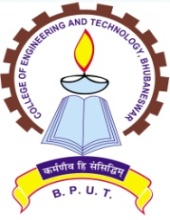 COLLEGE OF ENGINEERING AND TECHNOLOGY, BHUBANESWAR
कर्मणैव हि संसिद्धिम्
B. P. U. T.